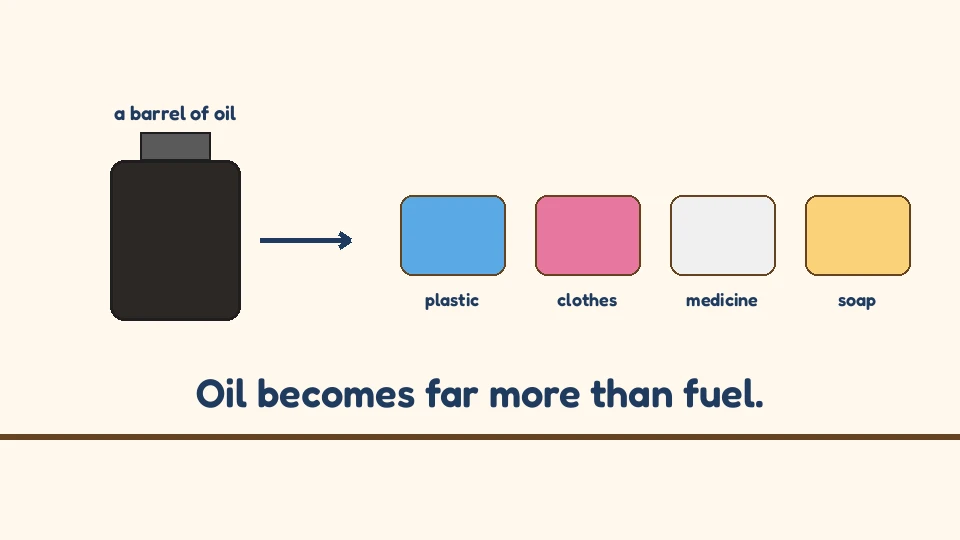 a barrel of oil
plastic
clothes
medicine
soap
Oil becomes far more than fuel.